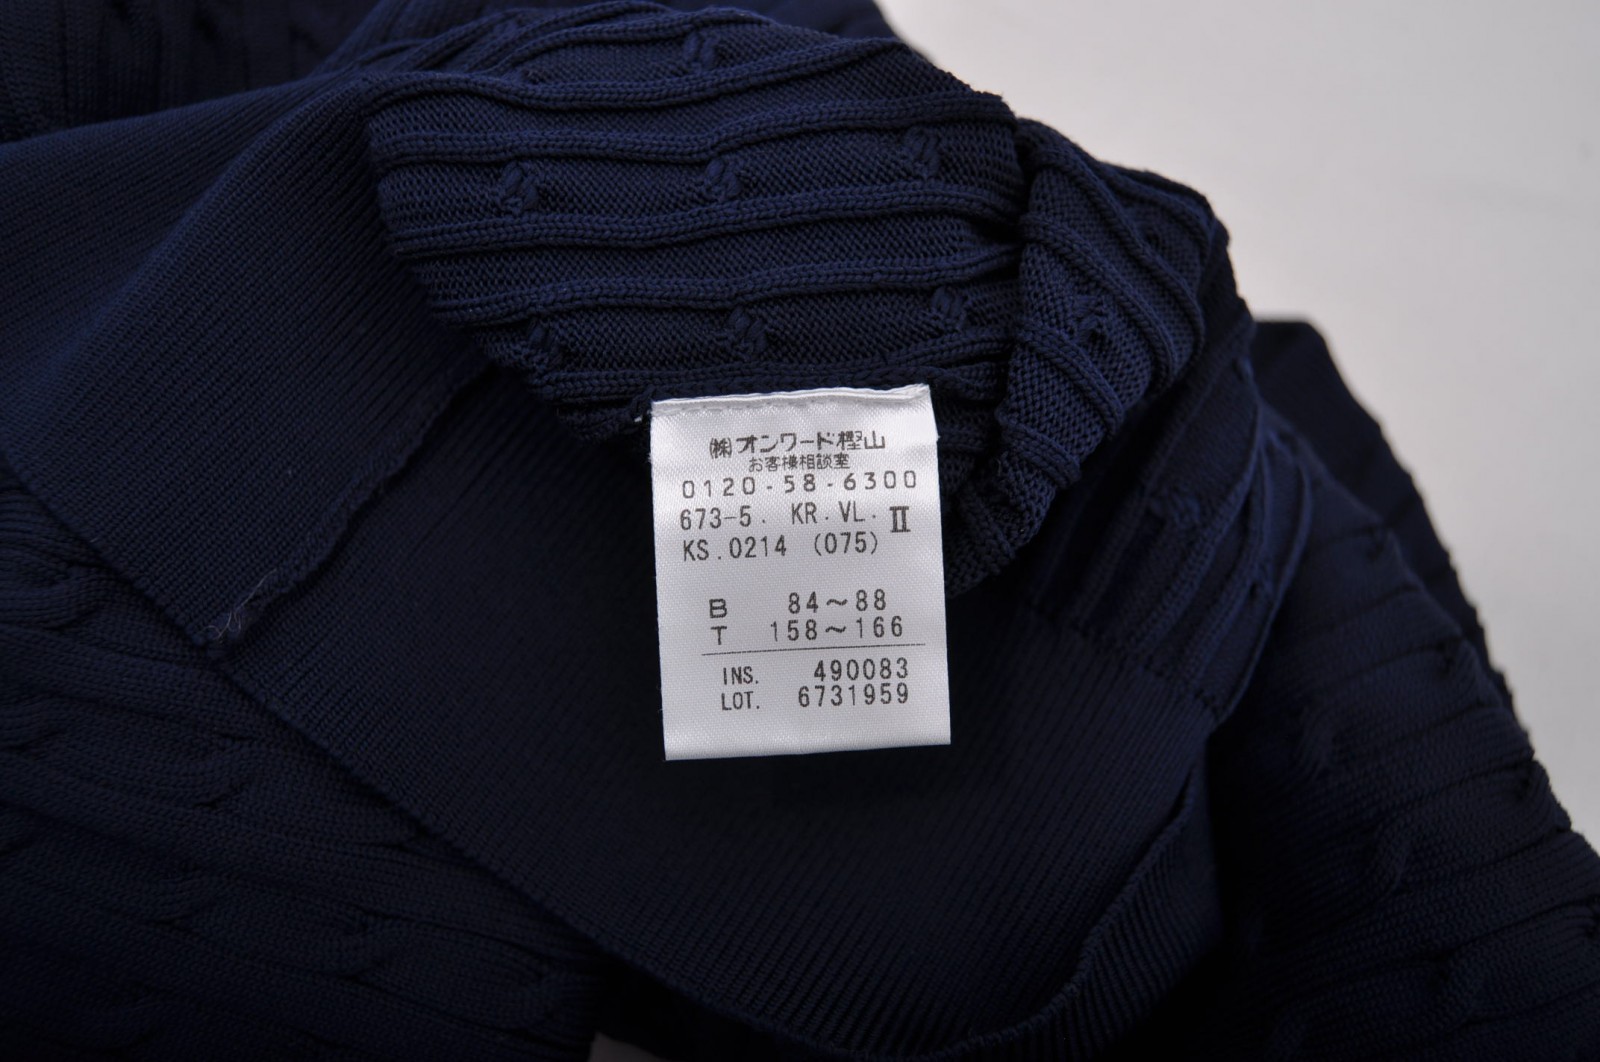 ㈱オンワード樫山
お客様相談室
0120-58-6300
673-5. KR.VL. Ⅱ
KS.0214 (075)
B 84～88
T 158～166
INS. 490083
LOT. 6731959